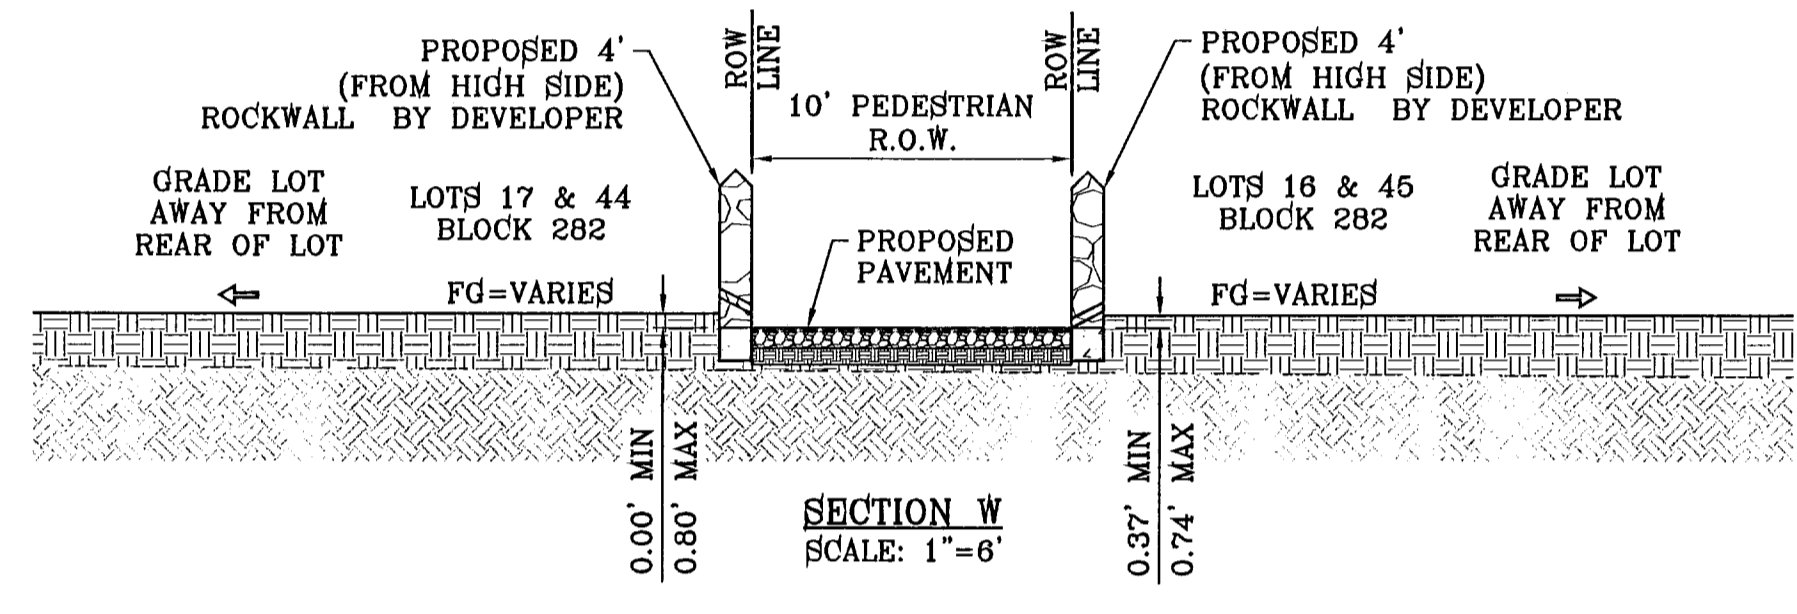 PROPOSED 4'
(FROM HIGH SIDE)
ROCKWALL BY DEVELOPER
ROW
LINE
10' PEDESTRIAN
R.O.W.
ROW
LINE
PROPOSED 4'
(FROM HIGH SIDE)
ROCKWALL BY DEVELOPER
GRADE LOT
AWAY FROM
REAR OF LOT
LOTS 17 & 44
BLOCK 282
PROPOSED
PAVEMENT
LOTS 16 & 45
BLOCK 282
GRADE LOT
AWAY FROM
REAR OF LOT
FG=VARIES
FG=VARIES
0.00' MIN
0.80' MAX
SECTION W
SCALE: 1"=6'
0.37' MIN
0.74' MAX